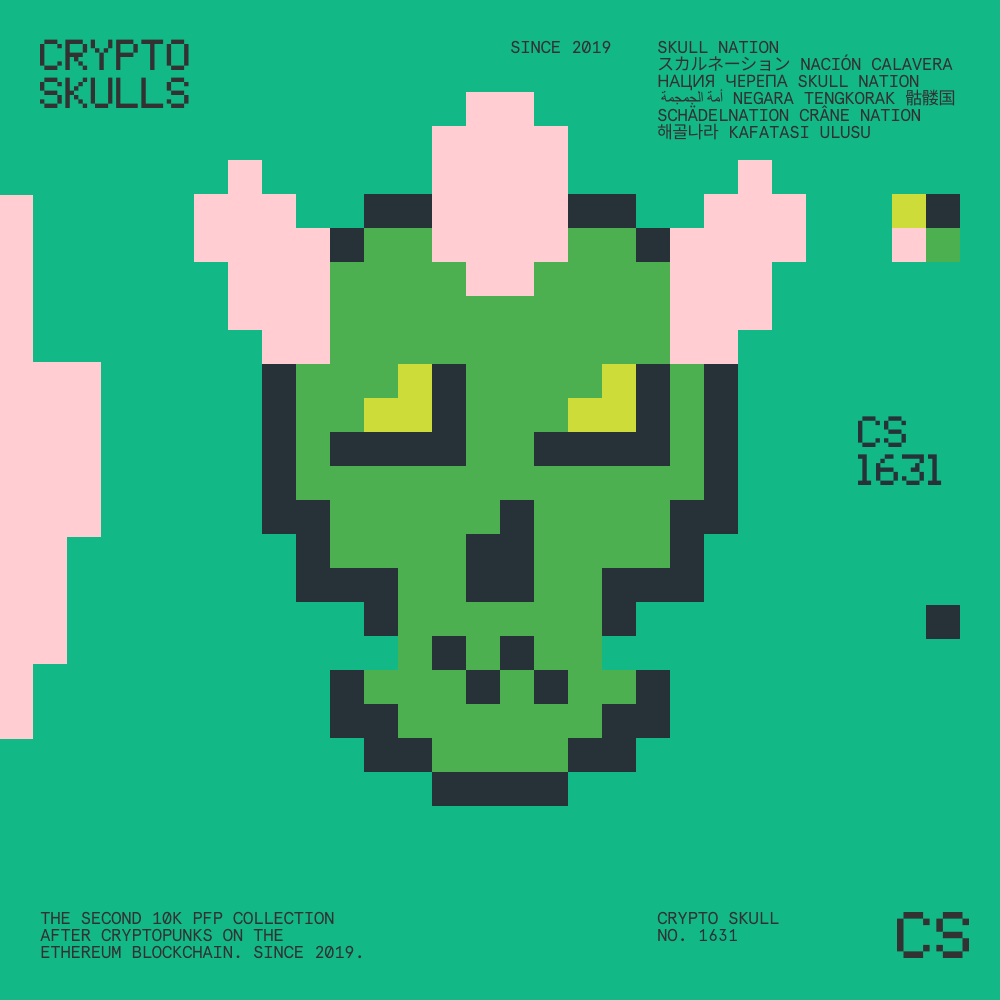 CRYPTO
SKULLS
SINCE 2019
SKULL NATION
スカルネーション NACIÓN CALAVERA
НАЦИЯ ЧЕРЕПА SKULL NATION
أمة الجمجمة NEGARA TENGKORAK 骷髅国
SCHÄDELNATION CRÂNE NATION
해골나라 KAFATASI ULUSU
CS
1631
THE SECOND 10K PFP COLLECTION
AFTER CRYPTOPUNKS ON THE
ETHEREUM BLOCKCHAIN. SINCE 2019.
CRYPTO SKULL
NO. 1631
CS